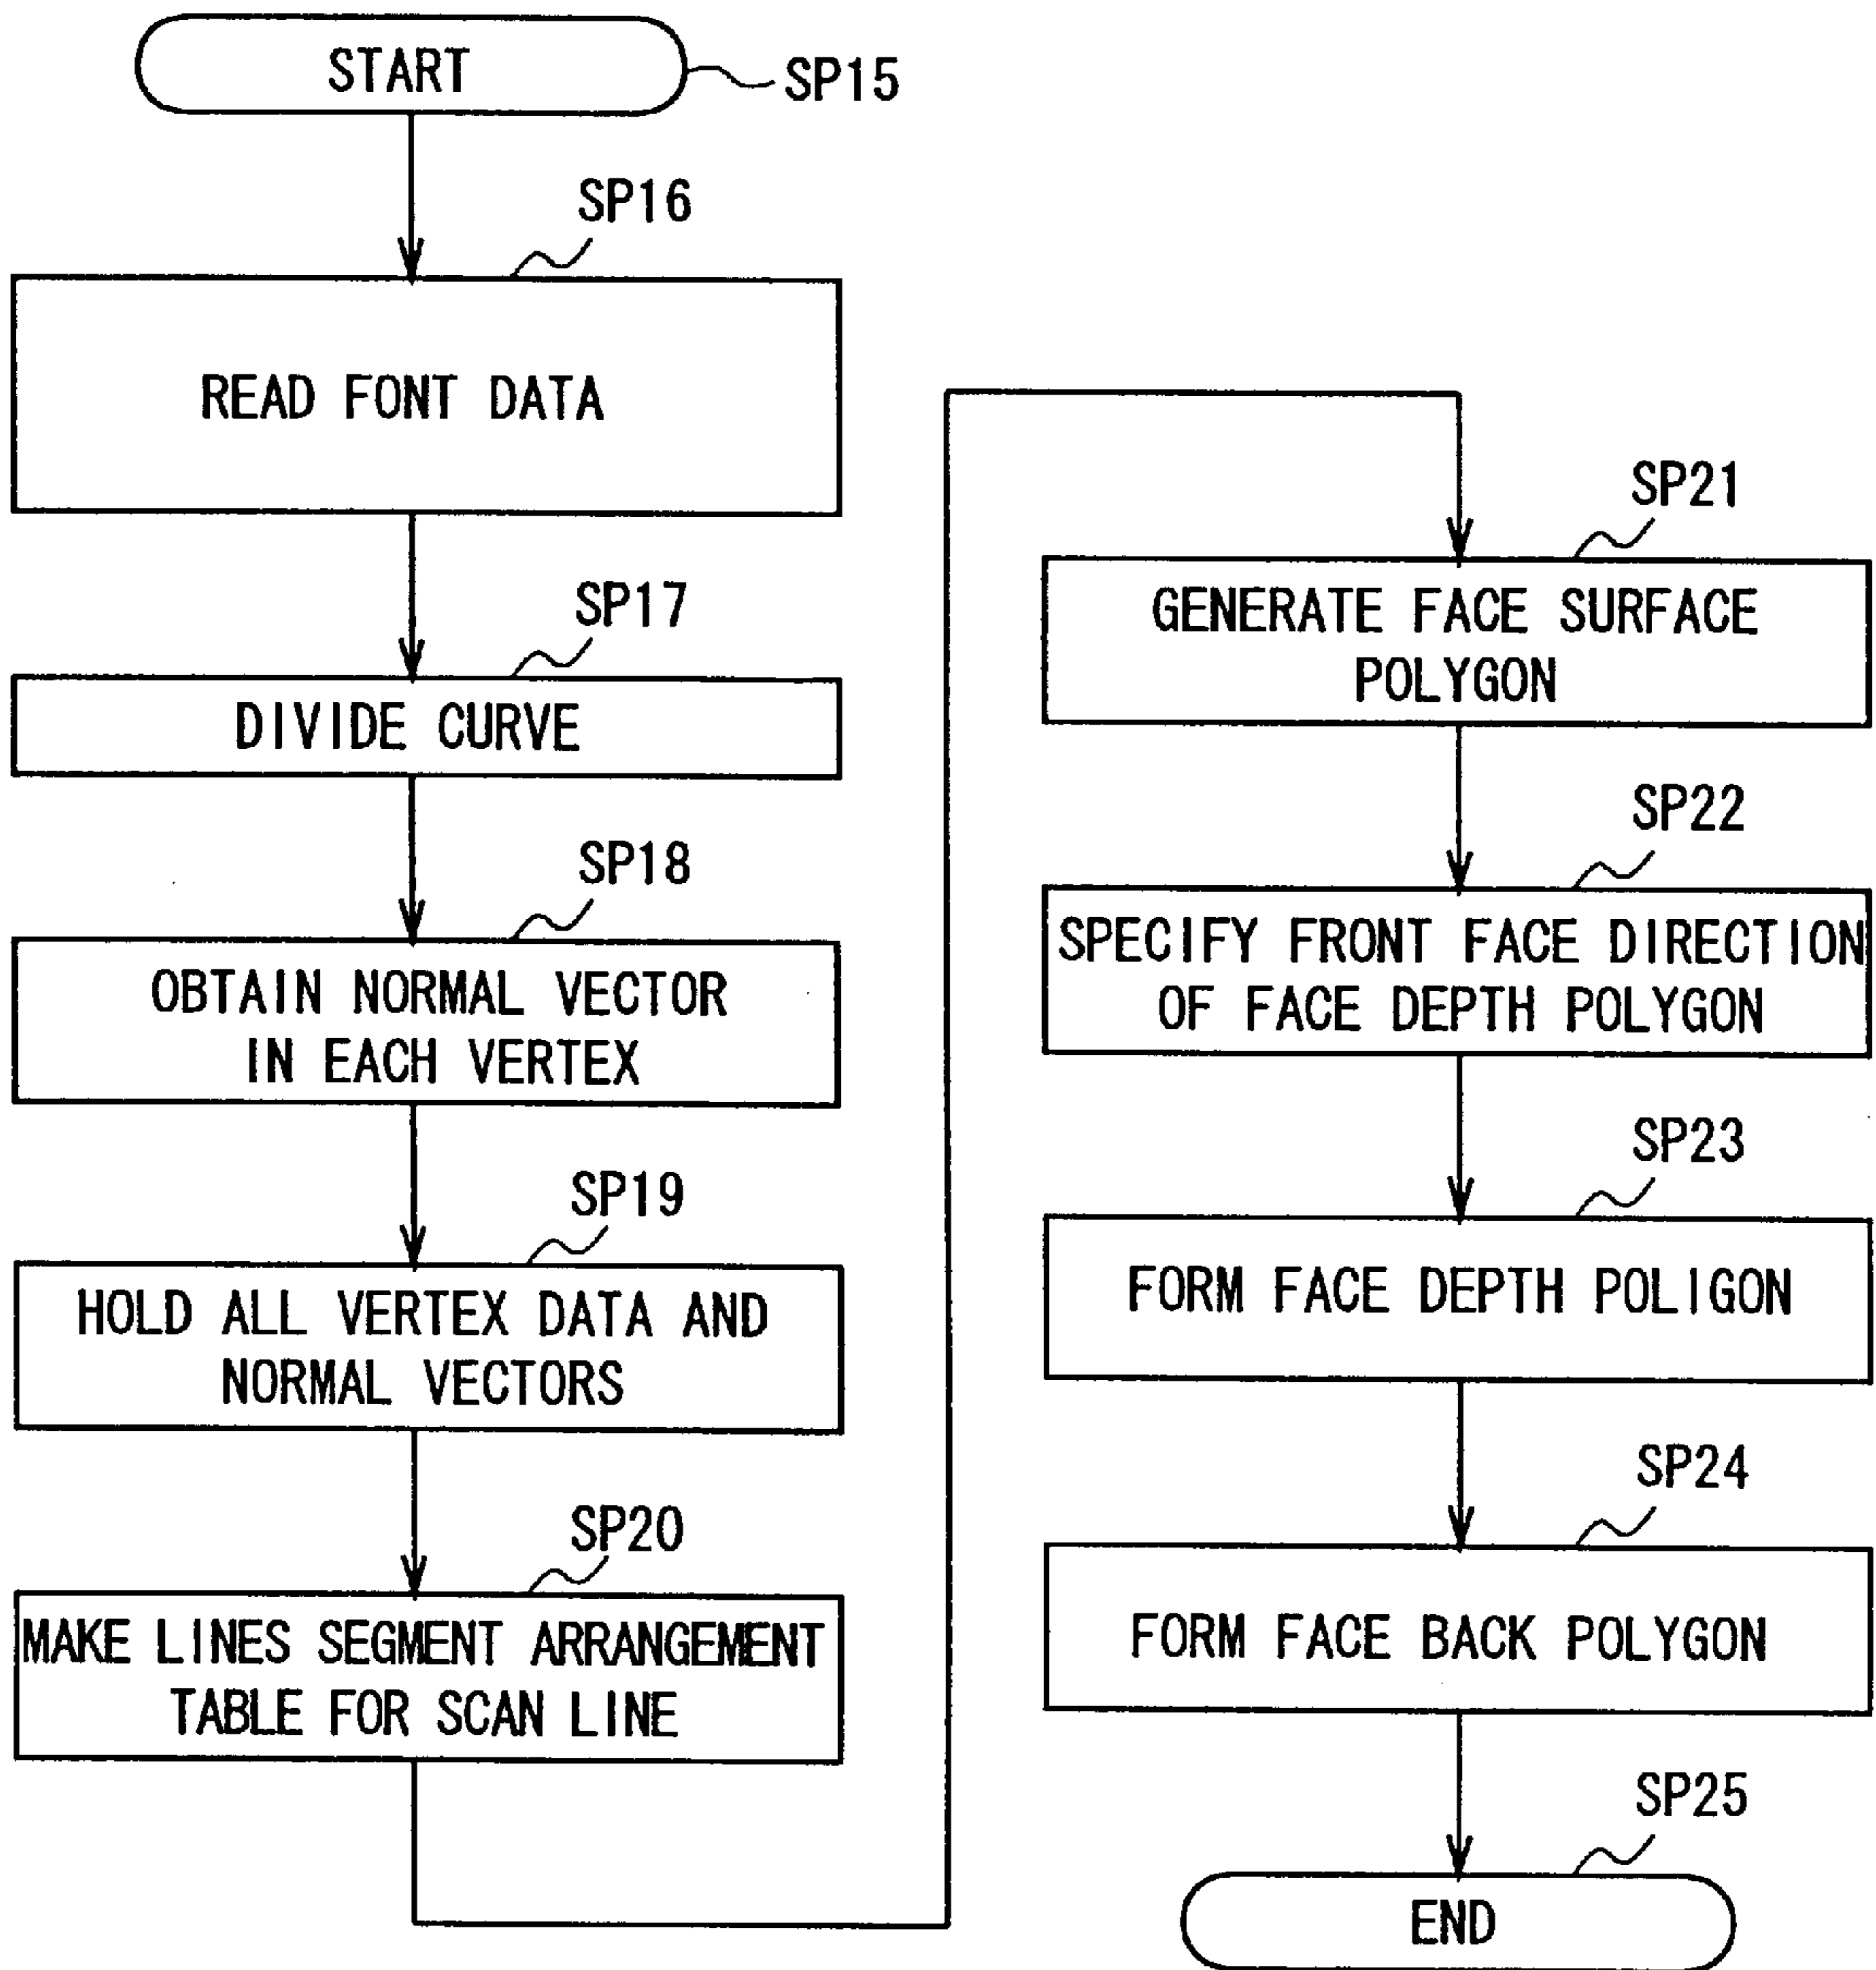 START
SP15
SP16
READ FONT DATA
SP17
DIVIDE CURVE
SP18
OBTAIN NORMAL VECTOR
IN EACH VERTEX
SP19
HOLD ALL VERTEX DATA AND
NORMAL VECTORS
SP20
MAKE LINES SEGMENT ARRANGEMENT
TABLE FOR SCAN LINE
SP21
GENERATE FACE SURFACE
POLYGON
SP22
SPECIFY FRONT FACE DIRECTION
OF FACE DEPTH POLYGON
SP23
FORM FACE DEPTH POLIGON
SP24
FORM FACE BACK POLYGON
SP25
END